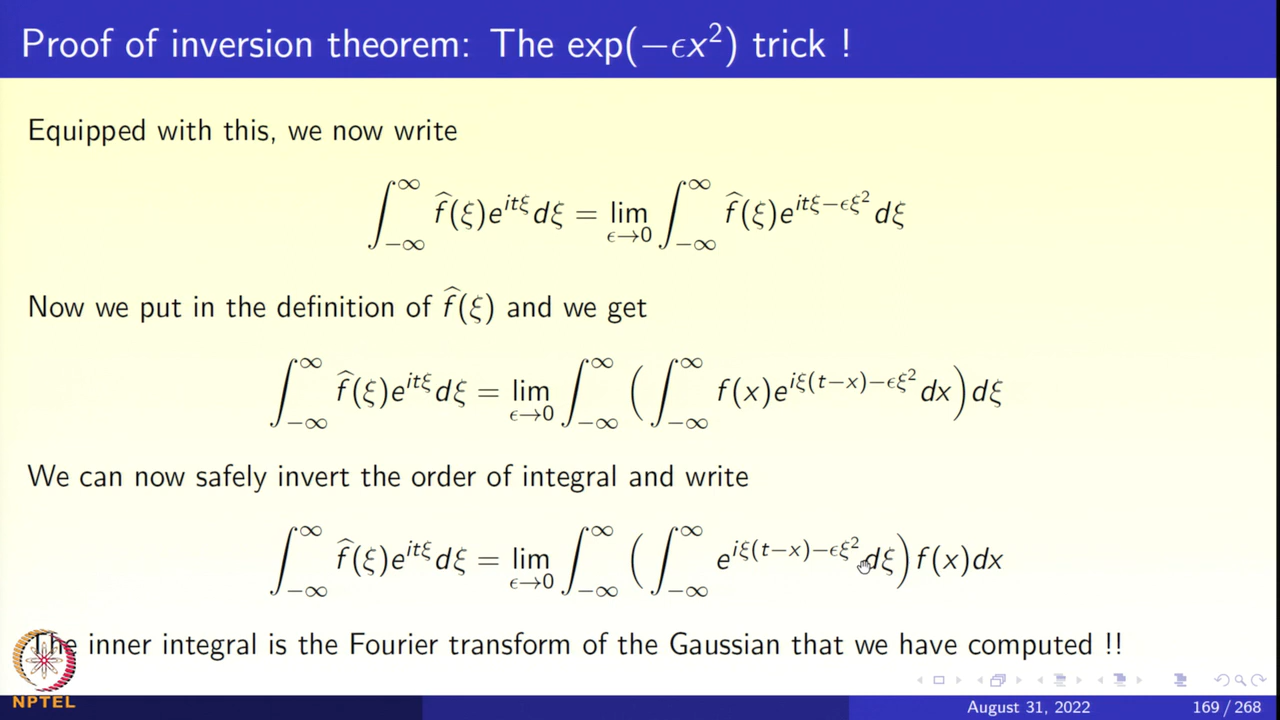 Proof of inversion theorem: The exp(−ϵx²) trick !
Equipped with this, we now write
∫_{−∞}^{∞} f̂(ξ)e^{itξ}dξ = lim_{ϵ→0} ∫_{−∞}^{∞} f̂(ξ)e^{itξ−ϵξ²}dξ
Now we put in the definition of f̂(ξ) and we get
∫_{−∞}^{∞} f̂(ξ)e^{itξ}dξ = lim_{ϵ→0} ∫_{−∞}^{∞} ( ∫_{−∞}^{∞} f(x)e^{iξ(t−x)−ϵξ²}dx ) dξ
We can now safely invert the order of integral and write
∫_{−∞}^{∞} f̂(ξ)e^{itξ}dξ = lim_{ϵ→0} ∫_{−∞}^{∞} ( ∫_{−∞}^{∞} e^{iξ(t−x)−ϵξ²}dξ ) f(x)dx
The inner integral is the Fourier transform of the Gaussian that we have computed !!
NPTEL
August 31, 2022 169 / 268